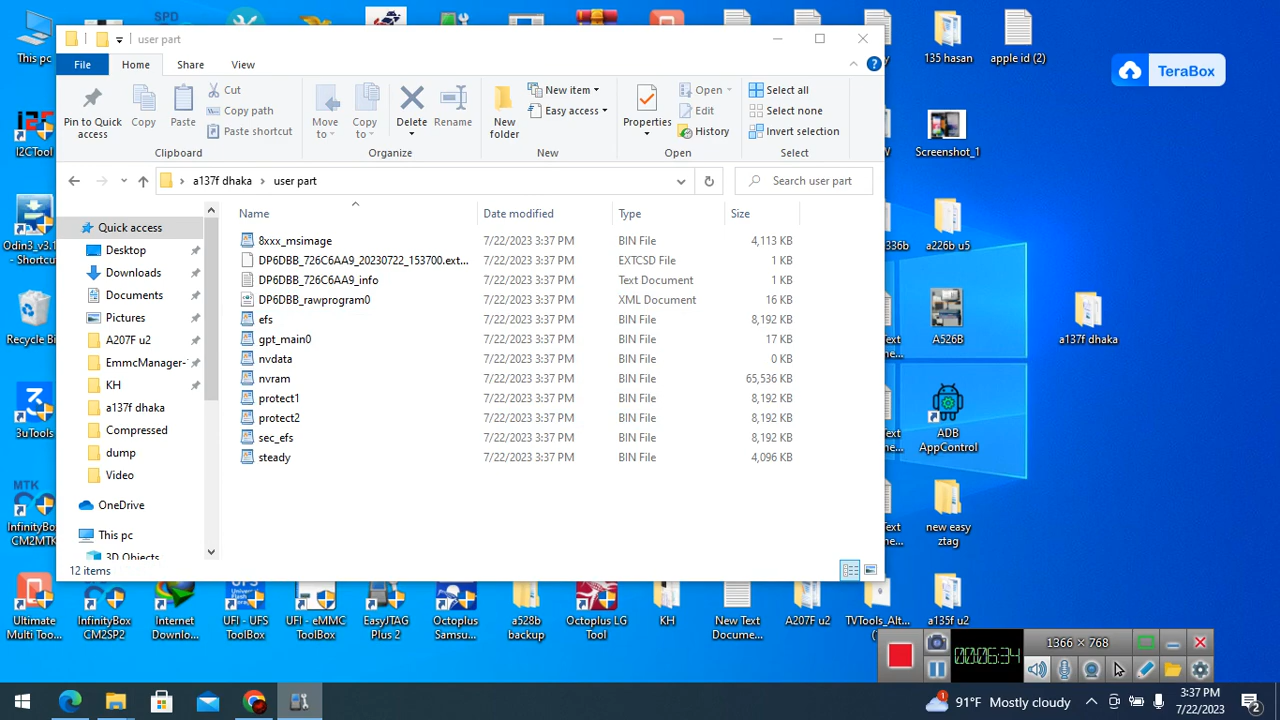 SPD
This pc
user part
135 hasan
apple id (2)
TeraBox
File
Home
Share
View
Pin to Quick
access
Copy
Paste
Cut
Copy path
Paste shortcut
Clipboard
Move
to
Copy
to
Delete
Rename
Organize
New
folder
New item
Easy access
New
Properties
Open
Edit
History
Open
Select all
Select none
Invert selection
Select
I2CTool
Screenshot_1
a137f dhaka > user part
Search user part
Name
Date modified
Type
Size
8xxx_msimage 7/22/2023 3:37 PM BIN File 4,113 KB
DP6DBB_726C6AA9_20230722_153700.ext... 7/22/2023 3:37 PM EXTCSD File 1 KB
DP6DBB_726C6AA9_info 7/22/2023 3:37 PM Text Document 1 KB
DP6DBB_rawprogram0 7/22/2023 3:37 PM XML Document 16 KB
efs 7/22/2023 3:37 PM BIN File 8,192 KB
gpt_main0 7/22/2023 3:37 PM BIN File 17 KB
nvdata 7/22/2023 3:37 PM BIN File 0 KB
nvram 7/22/2023 3:37 PM BIN File 65,536 KB
protect1 7/22/2023 3:37 PM BIN File 8,192 KB
protect2 7/22/2023 3:37 PM BIN File 8,192 KB
sec_efs 7/22/2023 3:37 PM BIN File 8,192 KB
steady 7/22/2023 3:37 PM BIN File 4,096 KB
Quick access
Desktop
Downloads
Documents
Pictures
A207F u2
EmmcManager-
KH
a137f dhaka
Compressed
dump
Video
OneDrive
This pc
3D Objects
12 items
Odin3_v3.1
- Shortcu
Recycle Bi
3uTools
MTK
InfinityBox
CM2MTK
336b
a226b u5
A526B
a137f dhaka
ext
e...
ADB
AppControl
ext
me...
new easy
ztag
ext
me...
Ultimate
Multi Too...
InfinityBox
CM2SP2
Internet
Downlo...
UFI - UFS
ToolBox
UFI - eMMC
ToolBox
EasyJTAG
Plus 2
Octoplus
Samsu...
a528b
backup
Octoplus LG
Tool
KH
New Text
Docume...
A207F u2
TVTools_Alt...
a135f u2
00:06:34
1366 × 768
91°F Mostly cloudy
3:37 PM
7/22/2023
2